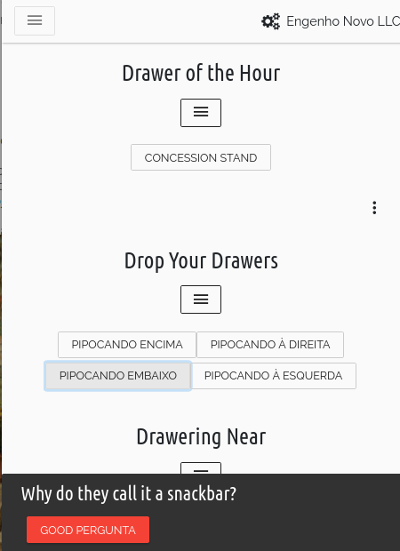 Engenho Novo LLC
Drawer of the Hour
CONCESSION STAND
Drop Your Drawers
PIPOCANDO ENCIMA PIPOCANDO À DIREITA
PIPOCANDO EMBAIXO PIPOCANDO À ESQUERDA
Drawering Near
Why do they call it a snackbar?
GOOD PERGUNTA